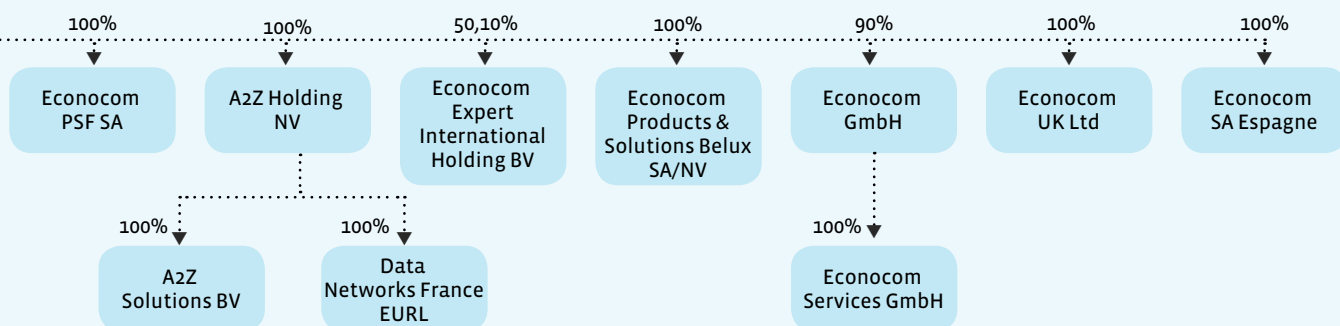 100%
100%
50,10%
100%
90%
100%
100%
Econocom
PSF SA
A2Z Holding
NV
Econocom
Expert
International
Holding BV
Econocom
Products &
Solutions Belux
SA/NV
Econocom
GmbH
Econocom
UK Ltd
Econocom
SA Espagne
100%
100%
100%
A2Z
Solutions BV
Data
Networks France
EURL
Econocom
Services GmbH